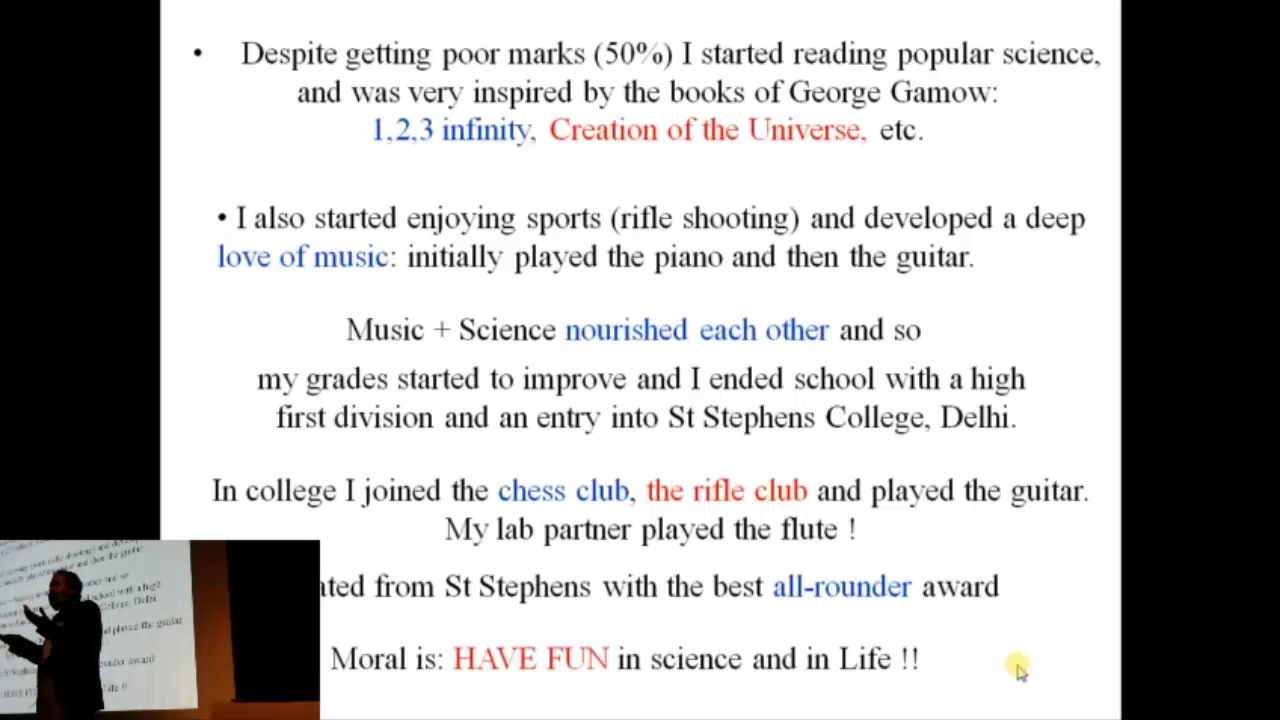 • Despite getting poor marks (50%) I started reading popular science,
and was very inspired by the books of George Gamow:
1,2,3 infinity, Creation of the Universe, etc.
• I also started enjoying sports (rifle shooting) and developed a deep
love of music: initially played the piano and then the guitar.
Music + Science nourished each other and so
my grades started to improve and I ended school with a high
first division and an entry into St Stephens College, Delhi.
In college I joined the chess club, the rifle club and played the guitar.
My lab partner played the flute !
ated from St Stephens with the best all-rounder award
Moral is: HAVE FUN in science and in Life !!